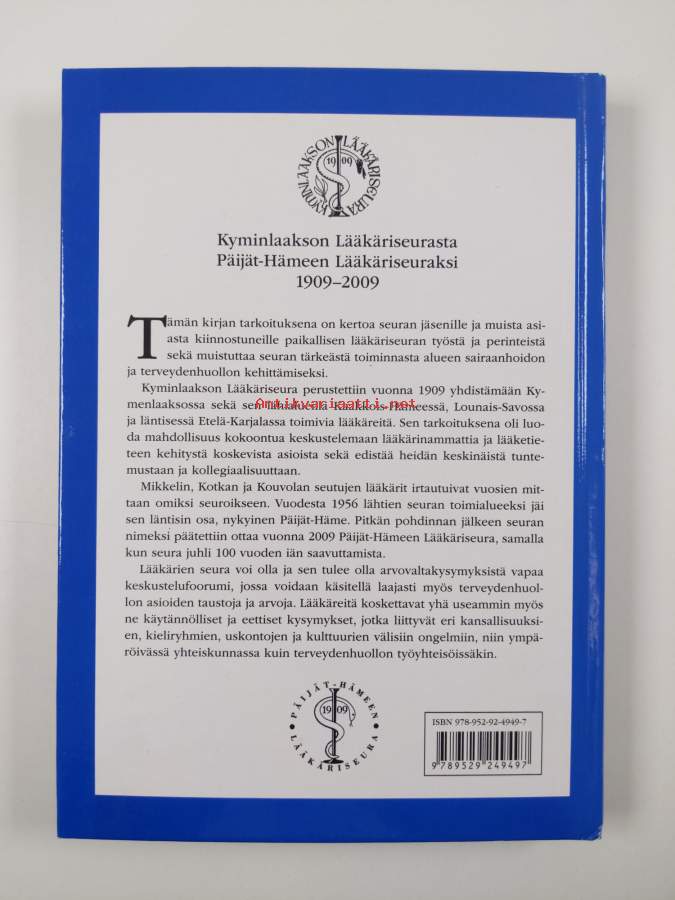 KYMINLAAKSON LÄÄKÄRISEURA
1909
Kyminlaakson Lääkäriseurasta
Päijät-Hämeen Lääkäriseuraksi
1909–2009
Tämän kirjan tarkoituksena on kertoa seuran jäsenille ja muista asi-
asta kiinnostuneille paikallisen lääkäriseuran työstä ja perinteistä
sekä muistuttaa seuran tärkeästä toiminnasta alueen sairaanhoidon
ja terveydenhuollon kehittämiseksi.
Kyminlaakson Lääkäriseura perustettiin vuonna 1909 yhdistämään Ky-
menlaaksossa sekä sen lähialueella Kaakkois-Hämeessä, Lounais-Savossa
Antikvariaatti.net
ja läntisessä Etelä-Karjalassa toimivia lääkäreitä. Sen tarkoituksena oli luo-
da mahdollisuus kokoontua keskustelemaan lääkärinammattia ja lääketie-
teen kehitystä koskevista asioista sekä edistää heidän keskinäistä tunte-
mustaan ja kollegiaalisuuttaan.
Mikkelin, Kotkan ja Kouvolan seutujen lääkärit irtautuivat vuosien mit-
taan omiksi seuroikseen. Vuodesta 1956 lähtien seuran toimialueeksi jäi
sen läntisin osa, nykyinen Päijät-Häme. Pitkän pohdinnan jälkeen seuran
nimeksi päätettiin ottaa vuonna 2009 Päijät-Hämeen Lääkäriseura, samalla
kun seura juhli 100 vuoden iän saavuttamista.
Lääkärien seura voi olla ja sen tulee olla arvovaltakysymyksistä vapaa
keskustelufoorumi, jossa voidaan käsitellä laajasti myös terveydenhuol-
lon asioiden taustoja ja arvoja. Lääkäreitä koskettavat yhä useammin myös
ne käytännölliset ja eettiset kysymykset, jotka liittyvät eri kansallisuuksi-
en, kieliryhmien, uskontojen ja kulttuurien välisiin ongelmiin, niin ympä-
röivässä yhteiskunnassa kuin terveydenhuollon työyhteisöissäkin.
PÄIJÄT-HÄMEEN LÄÄKÄRISEURA
1909
ISBN 978-952-92-4949-7
9 789529 249497